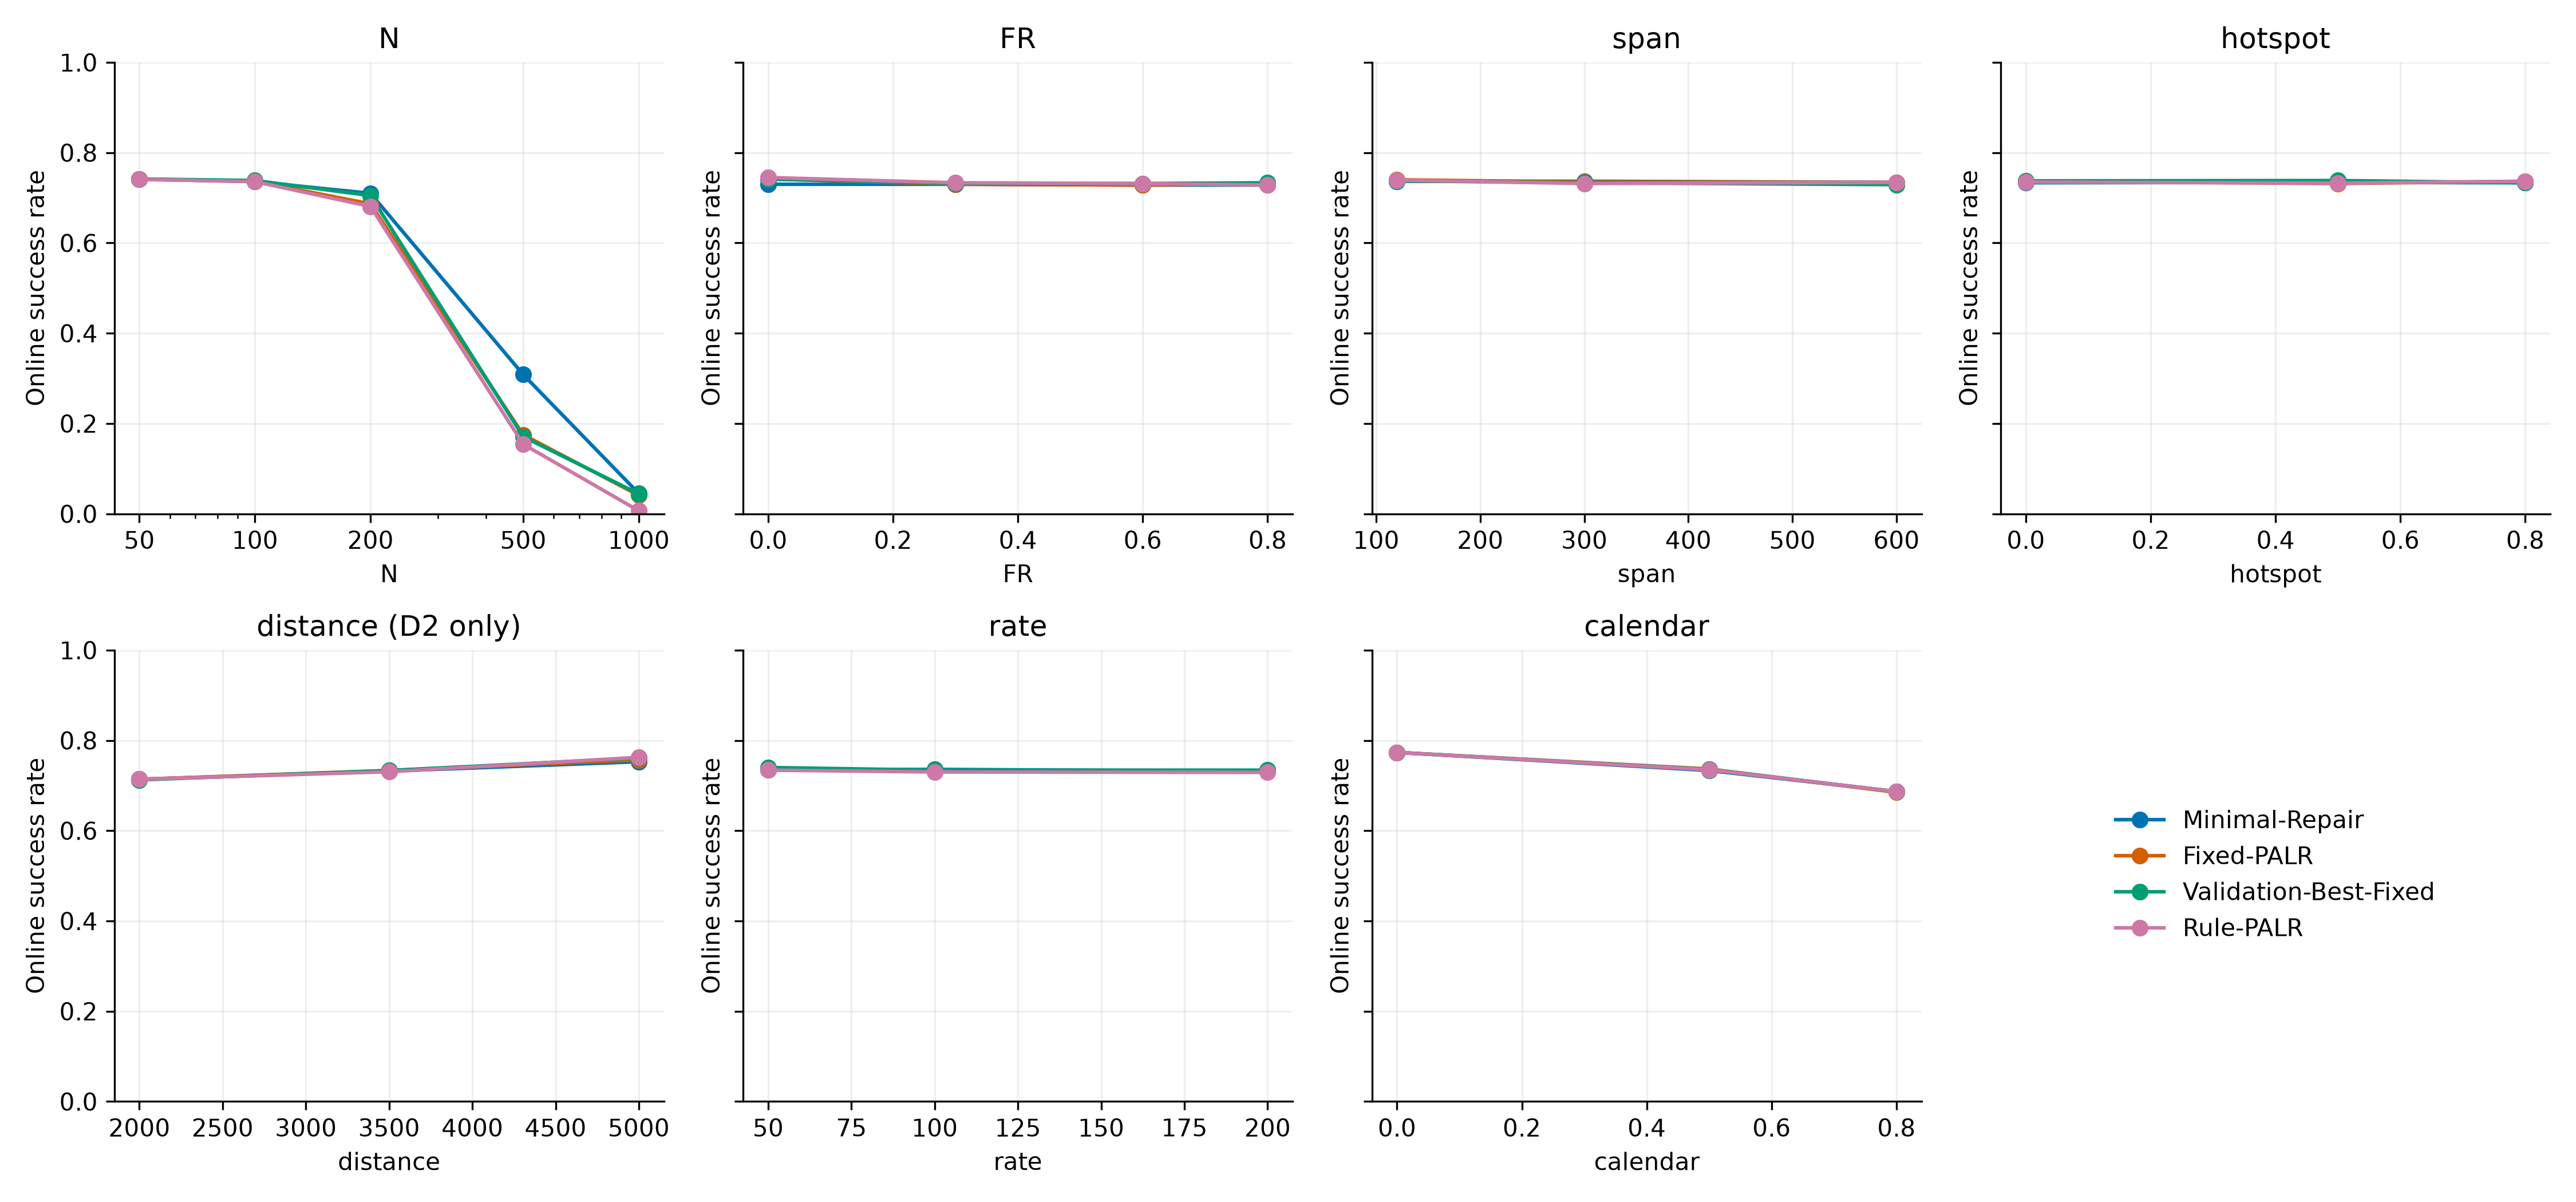 N
1.0
0.8
0.6
0.4
0.2
0.0
Online success rate
50 100 200 500 1000
N
FR
Online success rate
0.0 0.2 0.4 0.6 0.8
FR
span
Online success rate
100 200 300 400 500 600
span
hotspot
Online success rate
0.0 0.2 0.4 0.6 0.8
hotspot
distance (D2 only)
1.0
0.8
0.6
0.4
0.2
0.0
Online success rate
2000 2500 3000 3500 4000 4500 5000
distance
rate
Online success rate
50 75 100 125 150 175 200
rate
calendar
Online success rate
0.0 0.2 0.4 0.6 0.8
calendar
Minimal-Repair
Fixed-PALR
Validation-Best-Fixed
Rule-PALR